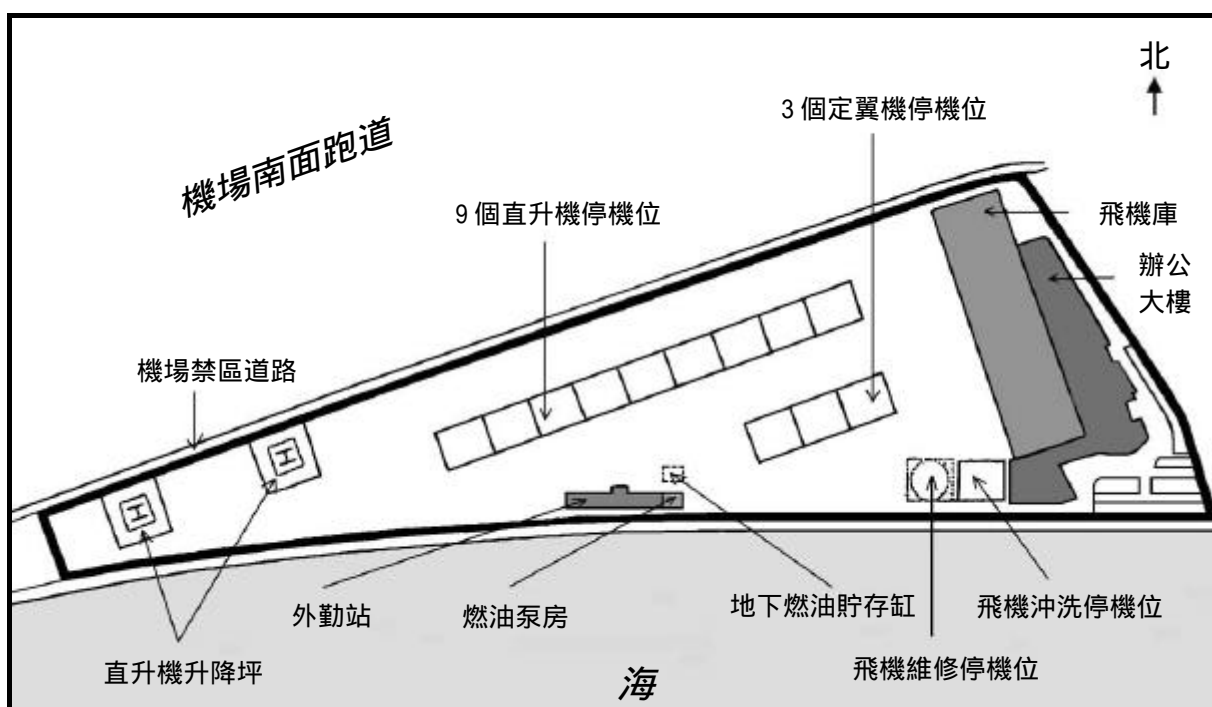 北
3 個定翼機停機位
機場南面跑道
9 個直升機停機位
飛機庫
辦公
大樓
機場禁區道路
H
H
外勤站
燃油泵房
地下燃油貯存缸
飛機沖洗停機位
直升機升降坪
飛機維修停機位
海